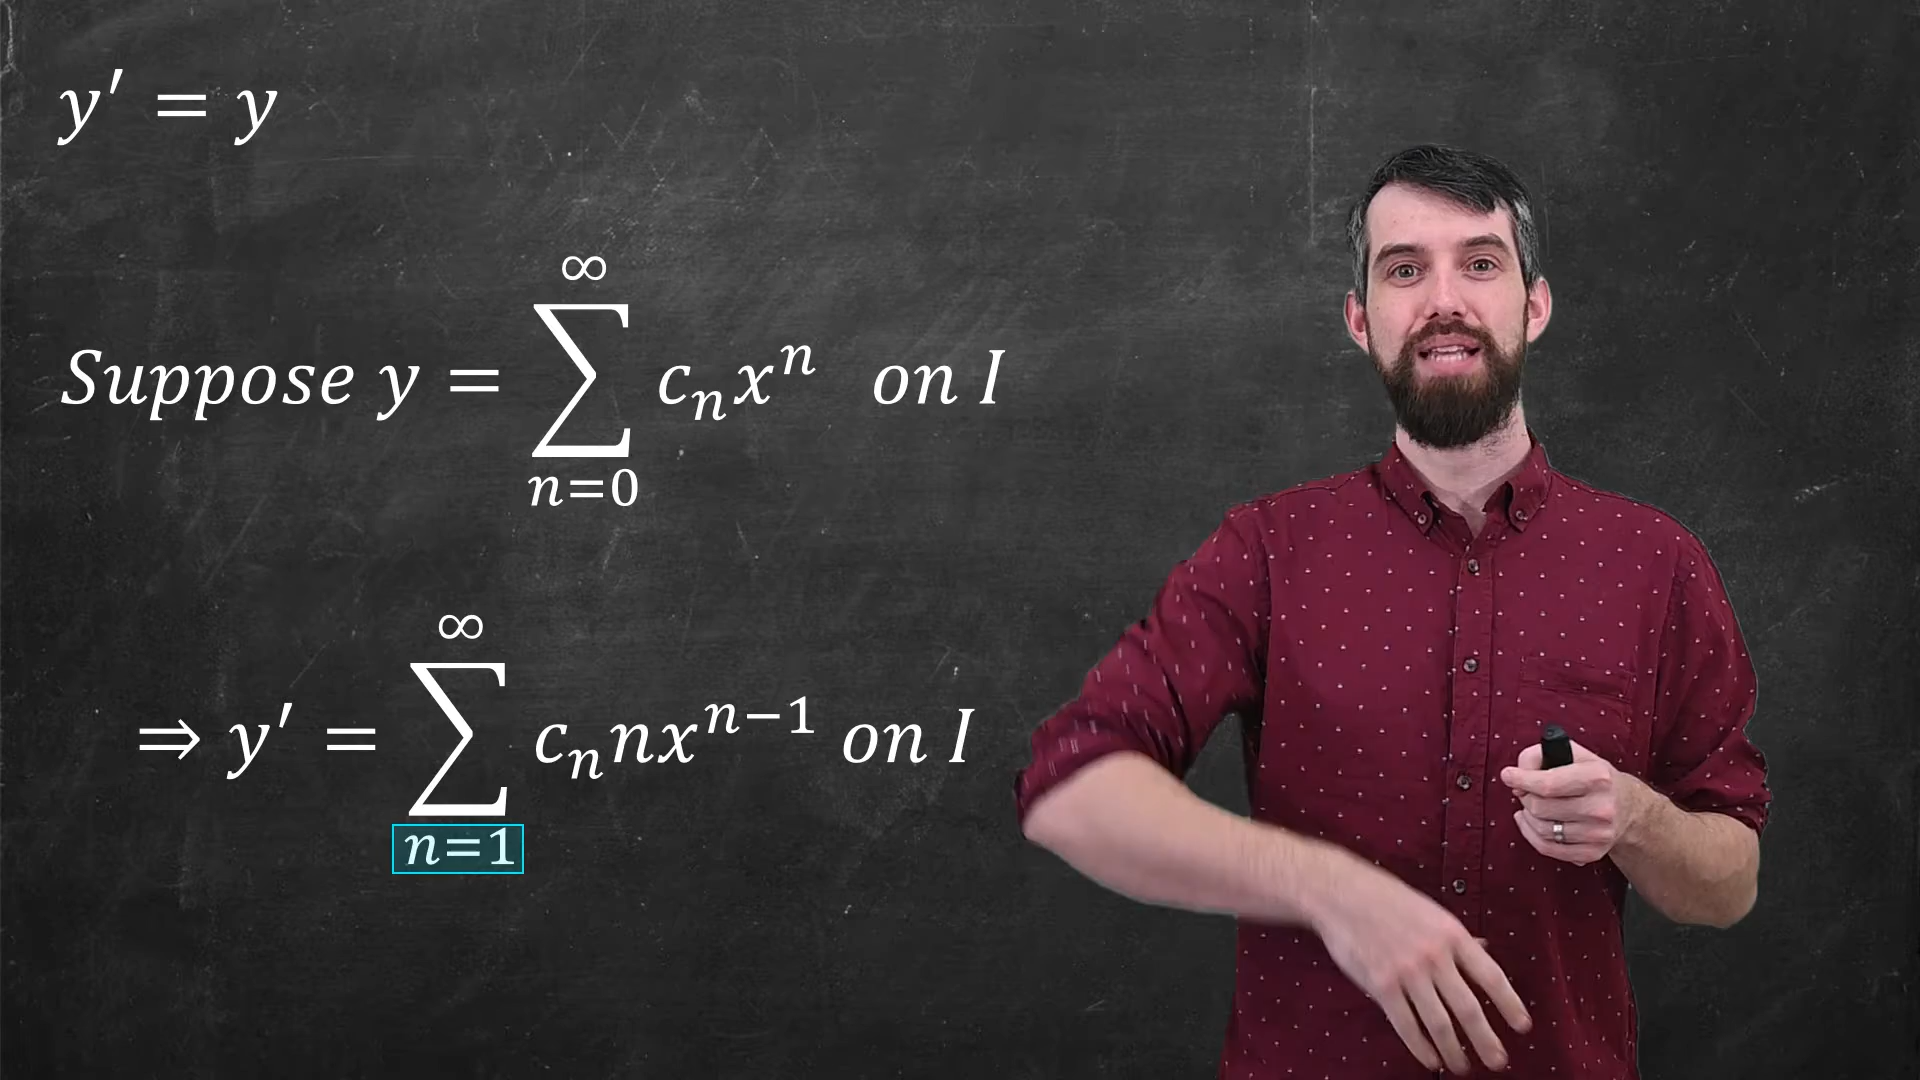 y′ = y
Suppose y = ∑_{n=0}^{∞} c_n x^n on I
⇒ y′ = ∑_{n=1}^{∞} c_n n x^{n−1} on I